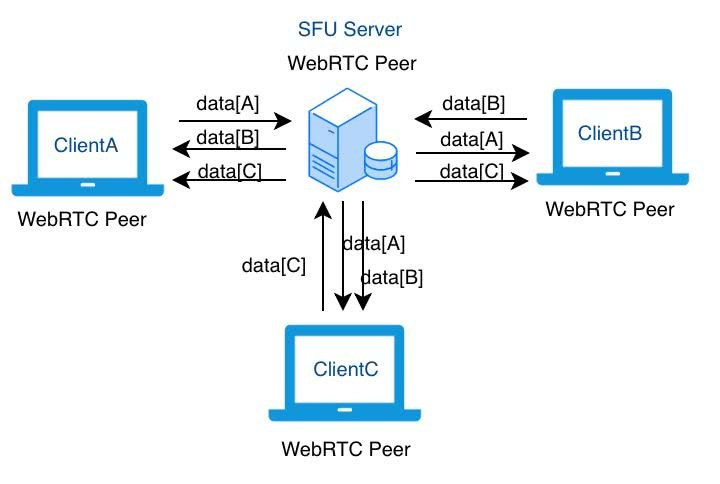 SFU Server
WebRTC Peer
data[A]
data[B]
data[C]
ClientA
WebRTC Peer
data[B]
data[A]
data[C]
ClientB
WebRTC Peer
data[C]
data[A]
data[B]
ClientC
WebRTC Peer